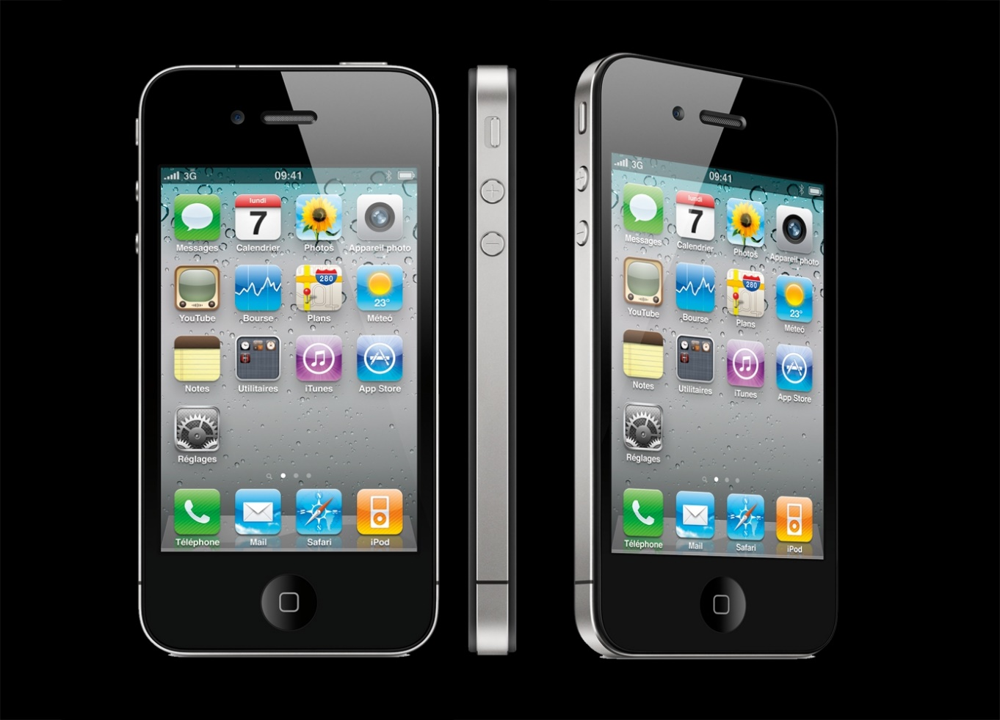 3G 09:41
lundi
7
Messages Calendrier Photos Appareil photo
280
23°
YouTube Bourse Plans Méteó
Notes Utilitaires iTunes App Store
Réglages
Téléphone Mail Safari iPod
3G 09:41
lundi
7
Messages Calendrier Photos Appareil photo
280
23°
YouTube Bourse Plans Méteó
Notes Utilitaires iTunes App Store
Réglages
Téléphone Mail Safari iPod